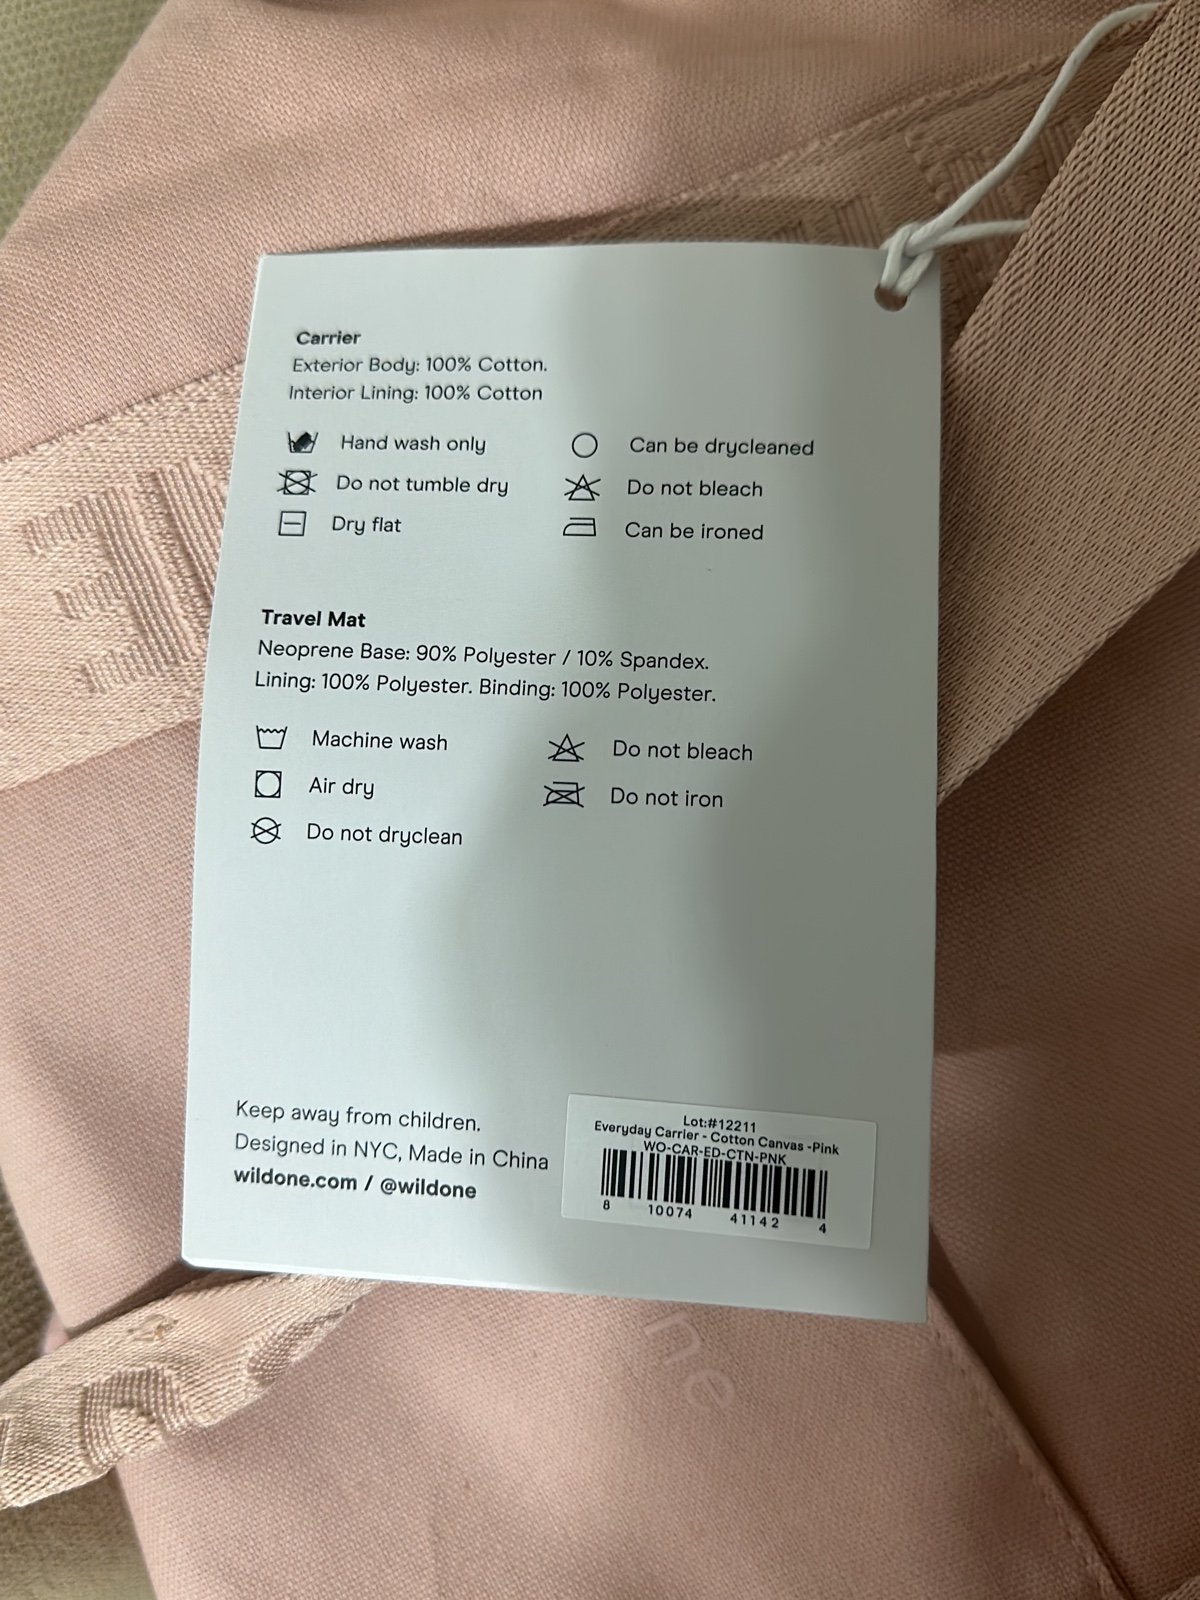 Carrier
Exterior Body: 100% Cotton.
Interior Lining: 100% Cotton
Hand wash only
Can be drycleaned
Do not tumble dry
Do not bleach
Dry flat
Can be ironed
Travel Mat
Neoprene Base: 90% Polyester / 10% Spandex.
Lining: 100% Polyester. Binding: 100% Polyester.
Machine wash
Do not bleach
Air dry
Do not iron
Do not dryclean
Keep away from children.
Designed in NYC, Made in China
wildone.com / @wildone
Lot:#12211
Everyday Carrier - Cotton Canvas -Pink
WO-CAR-ED-CTN-PNK
8 10074 41142 4
ne